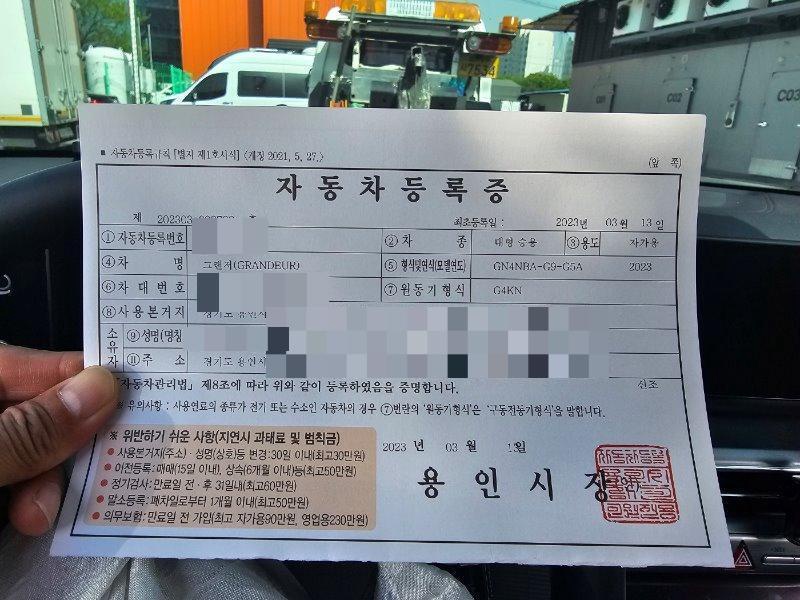 7534
C01
C02
C03
■ 자동차등록규칙 [별지 제1호서식] <개정 2021. 5. 27.>
(앞 쪽)
자동차등록증
제 202303- 호
최초등록일 : 2023년 03월 13일
① 자동차등록번호 ② 차 종 대형 승용 ③ 용도 자가용
④ 차 명 그랜저(GRANDEUR) ⑤ 형식및연식(모델연도) GN4NBA-G9-G5A 2023
⑥ 차 대 번 호 ⑦ 원동기형식 G4KN
⑧ 사용본거지 경기도 용인시
소유자 ⑨ 성명(명칭
⑪ 주 소 경기도 용인시
「자동차관리법」 제8조에 따라 위와 같이 등록하였음을 증명합니다. 신조
※ 유의사항 : 사용연료의 종류가 전기 또는 수소인 자동차의 경우 ⑦번란의 '원동기형식'은 '구동전동기형식'을 말합니다.
※ 위반하기 쉬운 사항(지연시 과태료 및 범칙금)
● 사용본거지(주소)·성명(상호)등 변경:30일 이내(최고30만원)
● 이전등록 : 매매(15일 이내), 상속(6개월 이내)등(최고50만원)
● 정기검사 : 만료일 전·후 31일내(최고60만원)
● 말소등록 : 폐차일로부터 1개월 이내(최고50만원)
● 의무보험 : 만료일 전 가입(최고 자가용90만원, 영업용230만원)
2023 년 03 월 13일
용 인 시 장